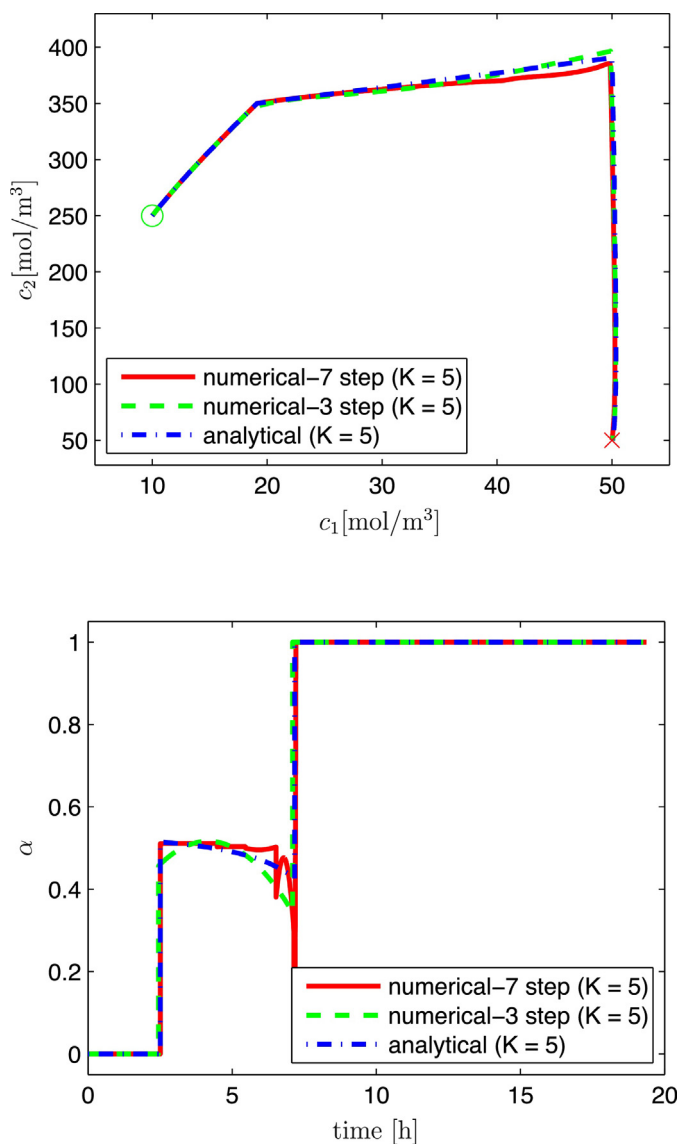 400
350
300
250
200
150
100
50
c₂[mol/m³]
numerical–7 step (K = 5)
numerical–3 step (K = 5)
analytical (K = 5)
10 20 30 40 50
c₁[mol/m³]
1
0.8
0.6
0.4
0.2
0
α
numerical–7 step (K = 5)
numerical–3 step (K = 5)
analytical (K = 5)
0 5 10 15 20
time [h]